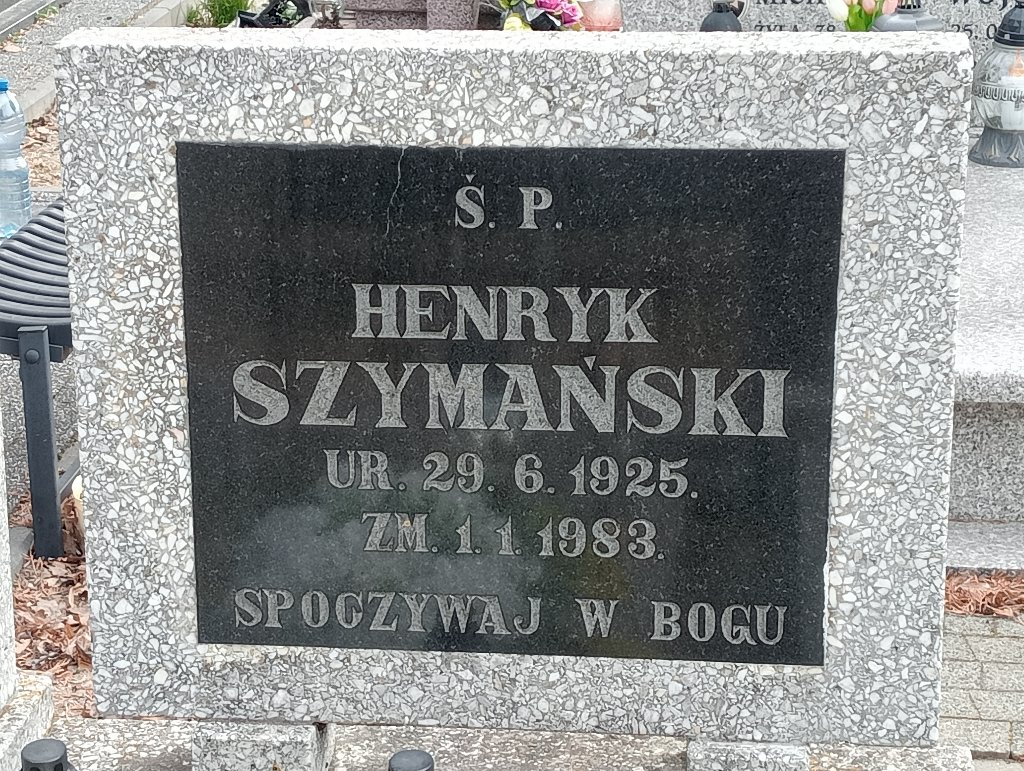 Ś. P.
HENRYK
SZYMAŃSKI
UR. 29. 6. 1925.
ZM. 1. 1. 1983.
SPOCZYWAJ W BOGU